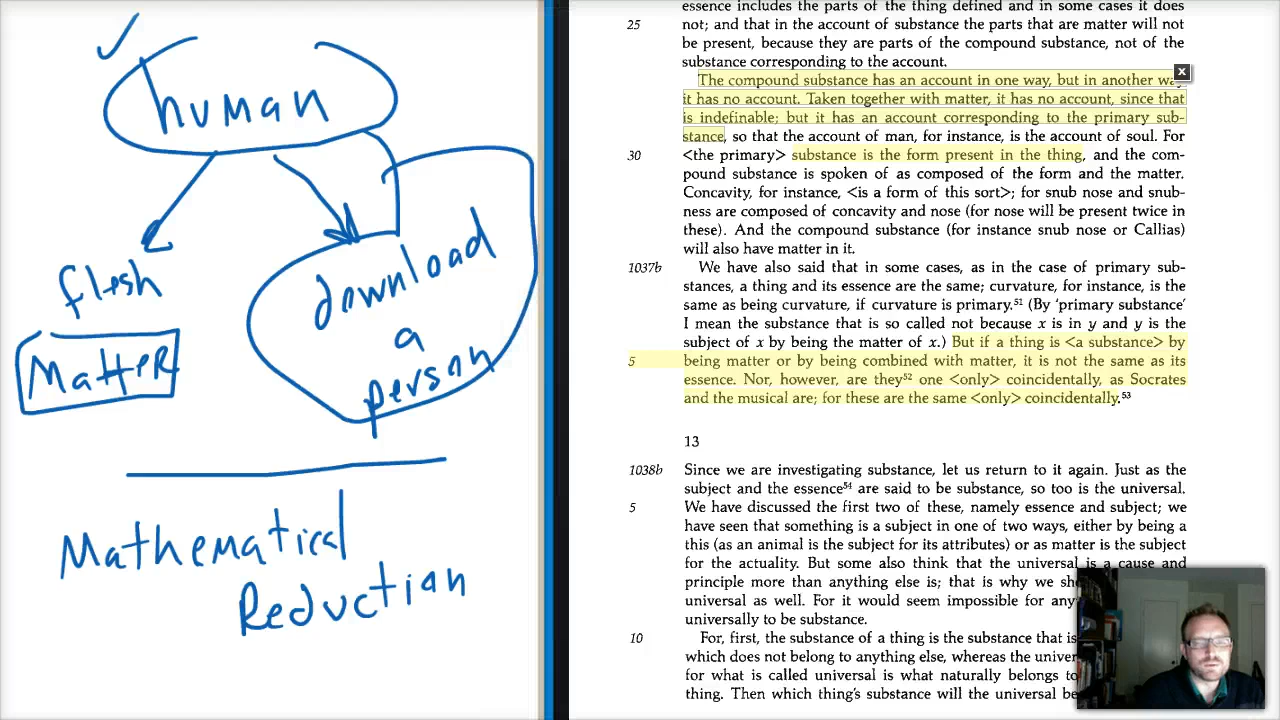 human
flesh
Matter
download
a
person
Mathematical
Reduction
essence includes the parts of the thing defined and in some cases it does
25 not; and that in the account of substance the parts that are matter will not
be present, because they are parts of the compound substance, not of the
substance corresponding to the account.
The compound substance has an account in one way, but in another
it has no account. Taken together with matter, it has no account, since that
is indefinable; but it has an account corresponding to the primary sub-
stance, so that the account of man, for instance, is the account of soul. For
30 <the primary> substance is the form present in the thing, and the com-
pound substance is spoken of as composed of the form and the matter.
Concavity, for instance, <is a form of this sort>; for snub nose and snub-
ness are composed of concavity and nose (for nose will be present twice in
these). And the compound substance (for instance snub nose or Callias)
will also have matter in it.
1037b We have also said that in some cases, as in the case of primary sub-
stances, a thing and its essence are the same; curvature, for instance, is the
same as being curvature, if curvature is primary.⁵¹ (By 'primary substance'
I mean the substance that is so called not because x is in y and y is the
subject of x by being the matter of x.) But if a thing is <a substance> by
5 being matter or by being combined with matter, it is not the same as its
essence. Nor, however, are they⁵² one <only> coincidentally, as Socrates
and the musical are; for these are the same <only> coincidentally.⁵³
13
1038b Since we are investigating substance, let us return to it again. Just as the
subject and the essence⁵⁴ are said to be substance, so too is the universal.
5 We have discussed the first two of these, namely essence and subject; we
have seen that something is a subject in one of two ways, either by being a
this (as an animal is the subject for its attributes) or as matter is the subject
for the actuality. But some also think that the universal is a cause and
principle more than anything else is; that is why we
universal as well. For it would seem impossible for
universally to be substance.
10 For, first, the substance of a thing is the substance that is
which does not belong to anything else, whereas the
for what is called universal is what naturally belongs to
thing. Then which thing's substance will the universal